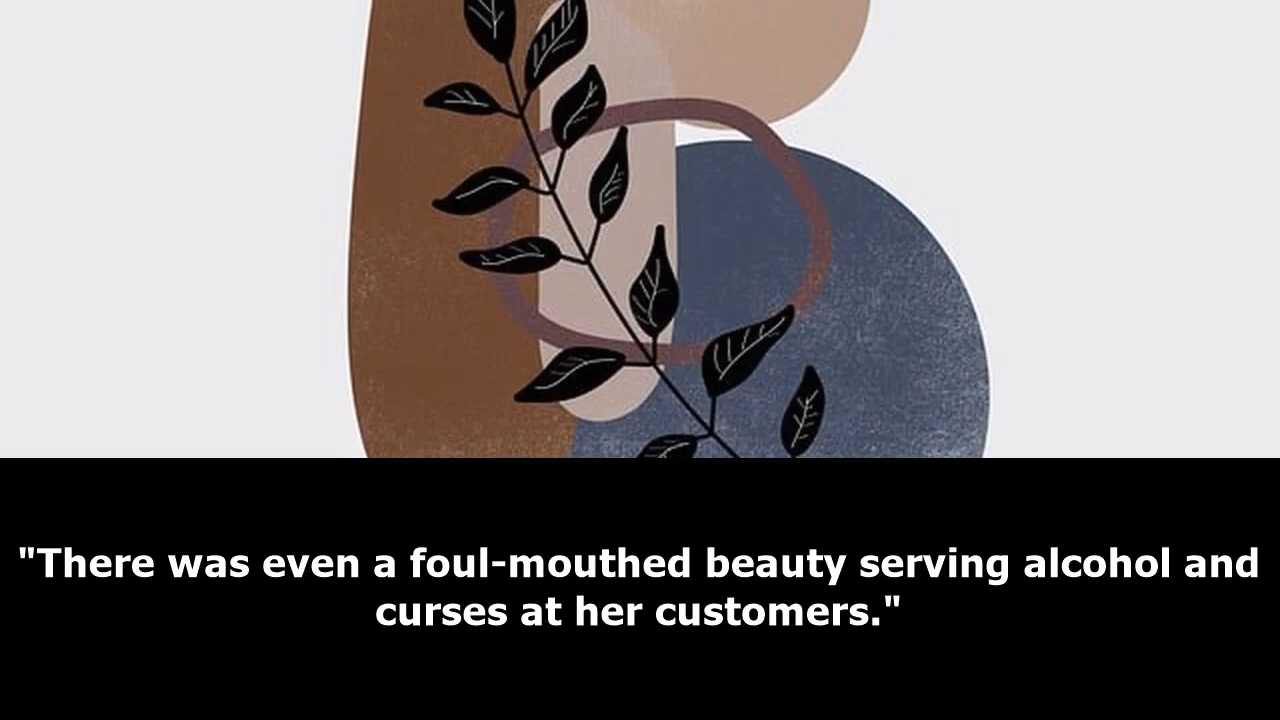 "There was even a foul-mouthed beauty serving alcohol and
curses at her customers."